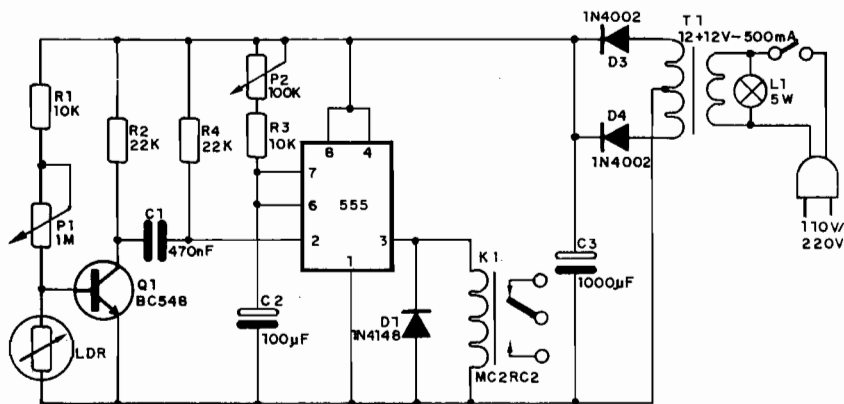 R1
10K
P1
1M
LDR
R2
22K
Q1
BC548
C1
470nF
R4
22K
P2
100K
R3
10K
C2
100µF
8
4
7
6
555
2
3
1
D1
1N4148
K1
MC2RC2
C3
1000µF
1N4002
D3
D4
1N4002
T1
12+12V~500mA
L1
5W
110V/
220V